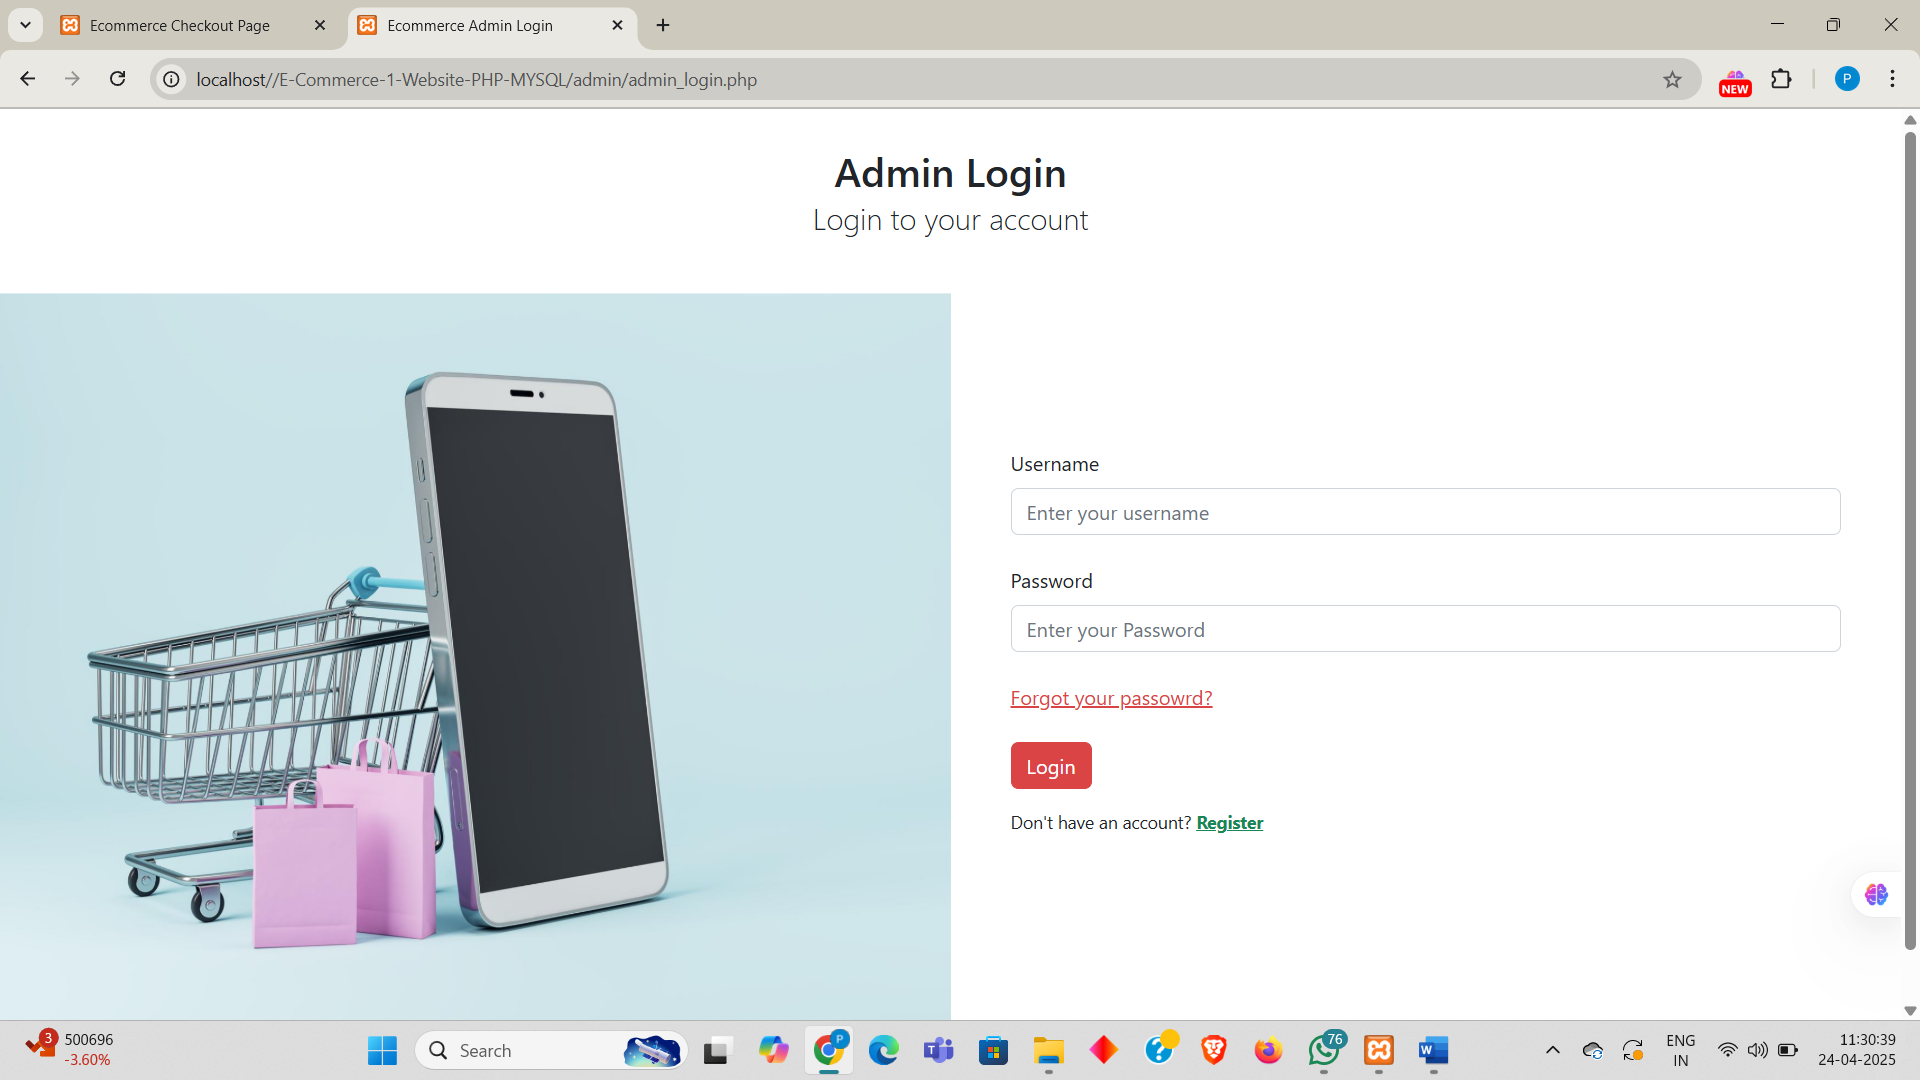 Ecommerce Checkout Page
Ecommerce Admin Login
localhost//E-Commerce-1-Website-PHP-MYSQL/admin/admin_login.php
NEW
P
Admin Login
Login to your account
Username
Enter your username
Password
Enter your Password
Forgot your passowrd?
Login
Don't have an account? Register
3
500696
-3.60%
Search
P
T
?
76
W
ENG
IN
11:30:39
24-04-2025